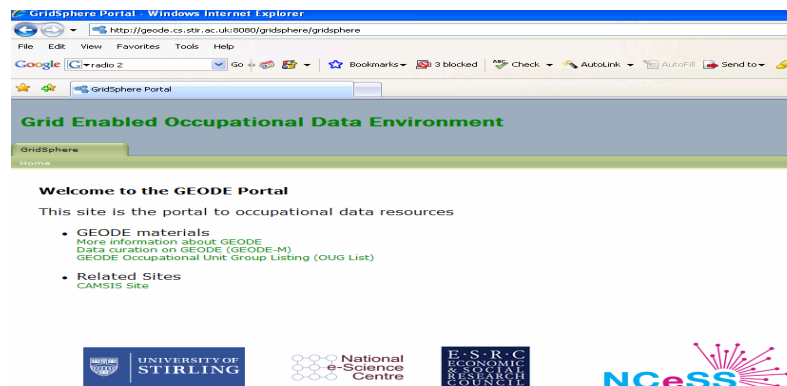 GridSphere Portal - Windows Internet Explorer
http://geode.cs.stir.ac.uk:8080/gridsphere/gridsphere
File Edit View Favorites Tools Help
Google G radio 2 Go Bookmarks 3 blocked ABC Check AutoLink AutoFill Send to
GridSphere Portal
Grid Enabled Occupational Data Environment
GridSphere
Home
Welcome to the GEODE Portal
This site is the portal to occupational data resources
• GEODE materials
More information about GEODE
Data curation on GEODE (GEODE-M)
GEODE Occupational Unit Group Listing (OUG List)
• Related Sites
CAMSIS Site
UNIVERSITY OF
STIRLING
National
e-Science
Centre
E·S·R·C
ECONOMIC
& SOCIAL
RESEARCH
COUNCIL
NCeSS